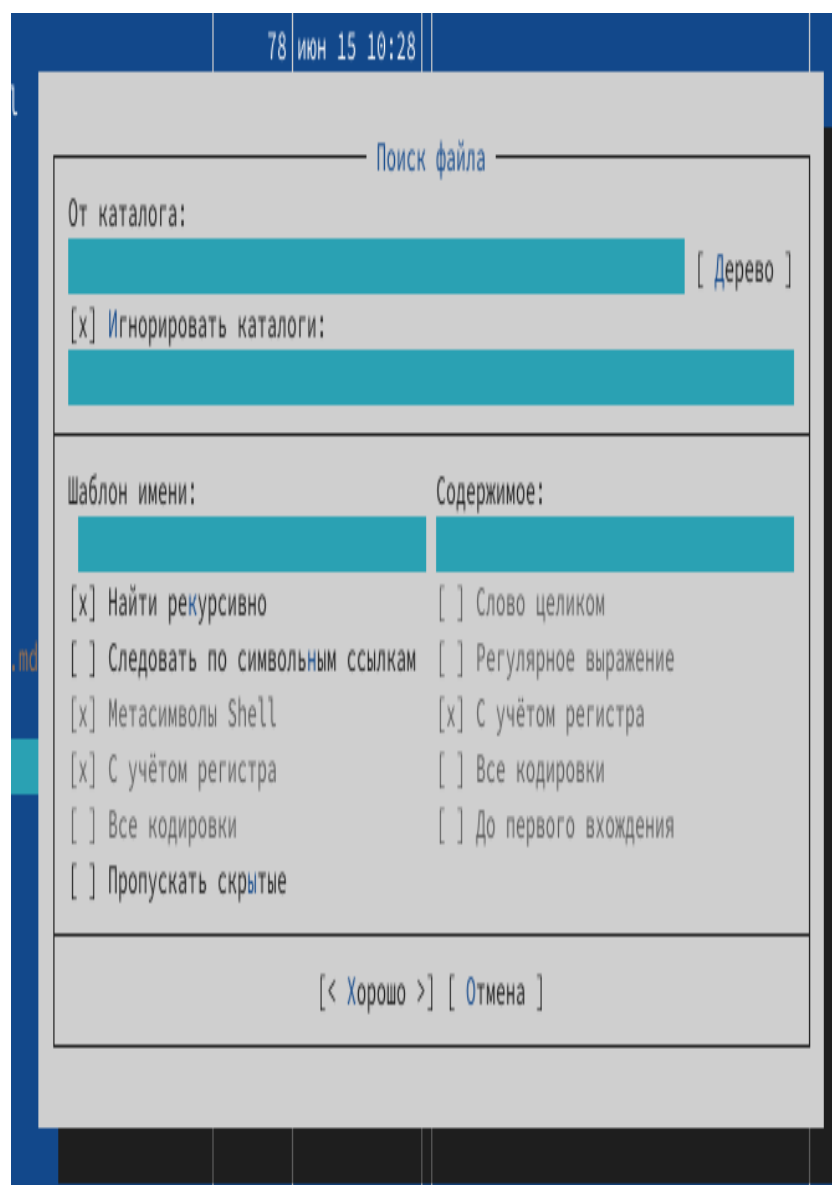 78 июн 15 10:28
Поиск файла
От каталога:
[ Дерево ]
[x] Игнорировать каталоги:
Шаблон имени: Содержимое:
[x] Найти рекурсивно [ ] Слово целиком
.md
[ ] Следовать по символьным ссылкам [ ] Регулярное выражение
[x] Метасимволы Shell [x] С учётом регистра
[x] С учётом регистра [ ] Все кодировки
[ ] Все кодировки [ ] До первого вхождения
[ ] Пропускать скрытые
[< Хорошо >] [ Отмена ]